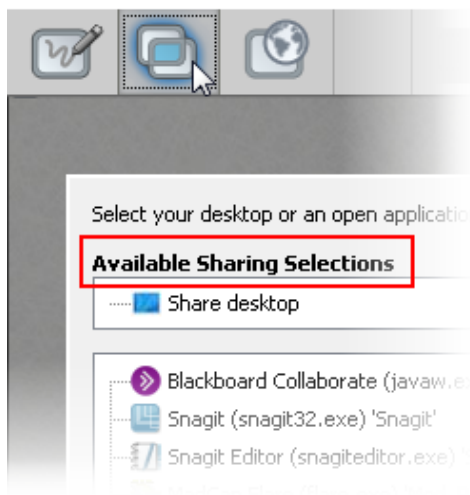 Select your desktop or an open applicatio
Available Sharing Selections
Share desktop
Blackboard Collaborate (javaw.e
Snagit (snagit32.exe) 'Snagit'
Snagit Editor (snagiteditor.exe)